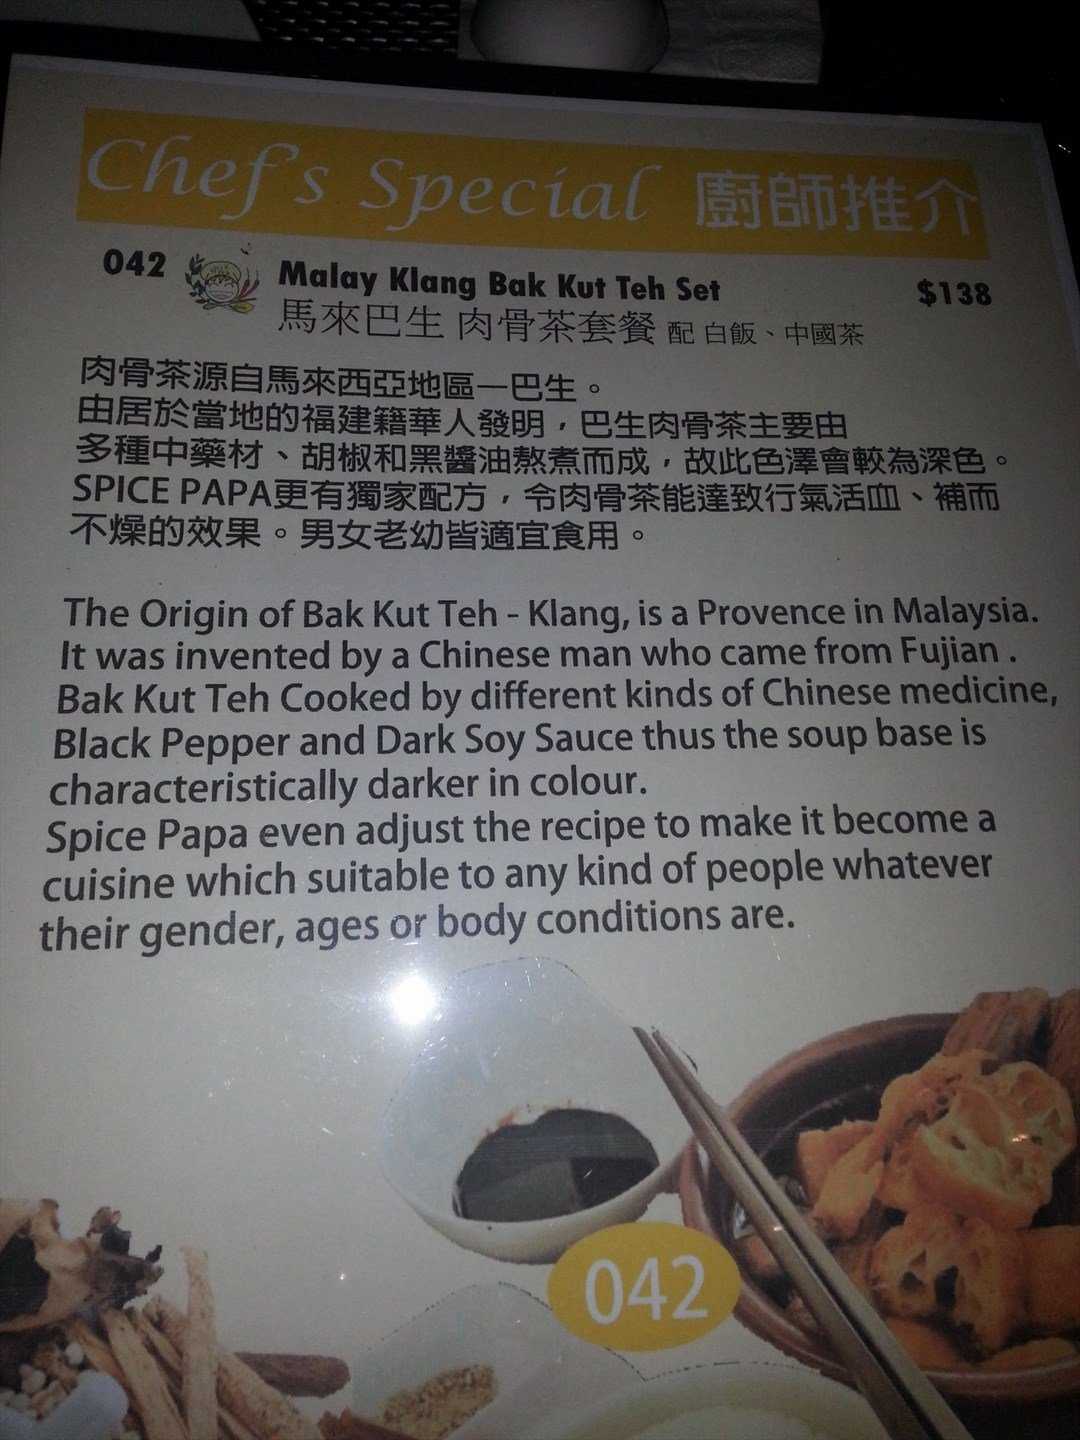 Chef's Special 廚師推介
042 Malay Klang Bak Kut Teh Set $138
馬來巴生 肉骨茶套餐 配 白飯、中國茶
肉骨茶源自馬來西亞地區—巴生。
由居於當地的福建籍華人發明，巴生肉骨茶主要由
多種中藥材、胡椒和黑醬油熬煮而成，故此色澤會較為深色。
SPICE PAPA更有獨家配方，令肉骨茶能達致行氣活血、補而
不燥的效果。男女老幼皆適宜食用。
The Origin of Bak Kut Teh - Klang, is a Provence in Malaysia.
It was invented by a Chinese man who came from Fujian .
Bak Kut Teh Cooked by different kinds of Chinese medicine,
Black Pepper and Dark Soy Sauce thus the soup base is
characteristically darker in colour.
Spice Papa even adjust the recipe to make it become a
cuisine which suitable to any kind of people whatever
their gender, ages or body conditions are.
042